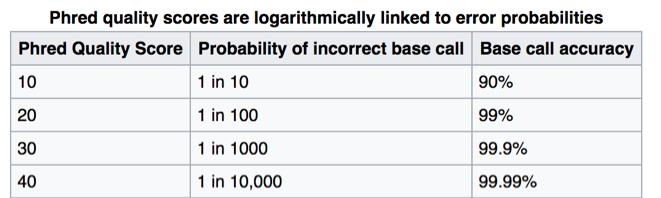 Phred quality scores are logarithmically linked to error probabilities
Phred Quality Score Probability of incorrect base call Base call accuracy
10 1 in 10 90%
20 1 in 100 99%
30 1 in 1000 99.9%
40 1 in 10,000 99.99%